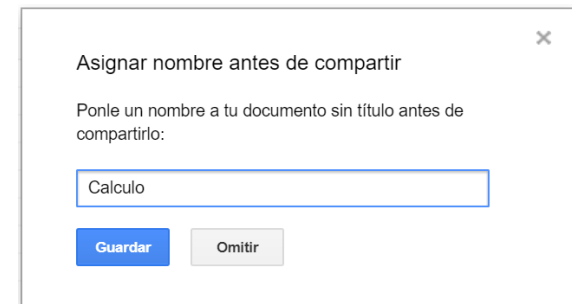 Asignar nombre antes de compartir
Ponle un nombre a tu documento sin título antes de
compartirlo:
Calculo
Guardar Omitir